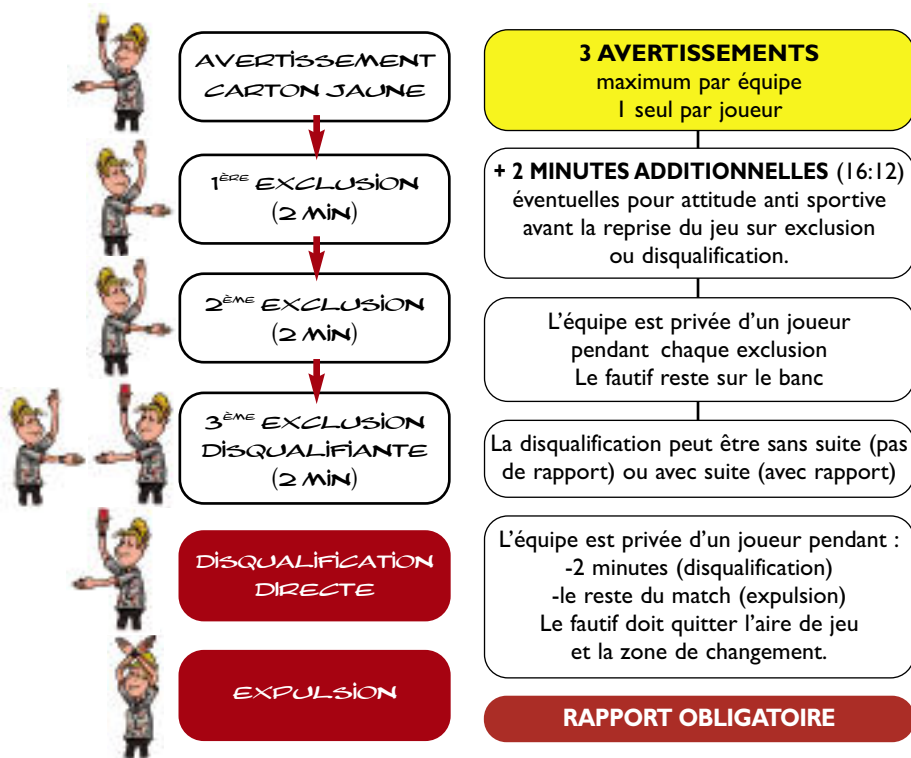 AVERTISSEMENT
CARTON JAUNE
1ÈRE EXCLUSION
(2 MIN)
2ÈME EXCLUSION
(2 MIN)
3ÈME EXCLUSION
DISQUALIFIANTE
(2 MIN)
DISQUALIFICATION
DIRECTE
EXPULSION
3 AVERTISSEMENTS
maximum par équipe
1 seul par joueur
+ 2 MINUTES ADDITIONNELLES (16:12)
éventuelles pour attitude anti sportive
avant la reprise du jeu sur exclusion
ou disqualification.
L’équipe est privée d’un joueur
pendant chaque exclusion
Le fautif reste sur le banc
La disqualification peut être sans suite (pas
de rapport) ou avec suite (avec rapport)
L’équipe est privée d’un joueur pendant :
-2 minutes (disqualification)
-le reste du match (expulsion)
Le fautif doit quitter l’aire de jeu
et la zone de changement.
RAPPORT OBLIGATOIRE